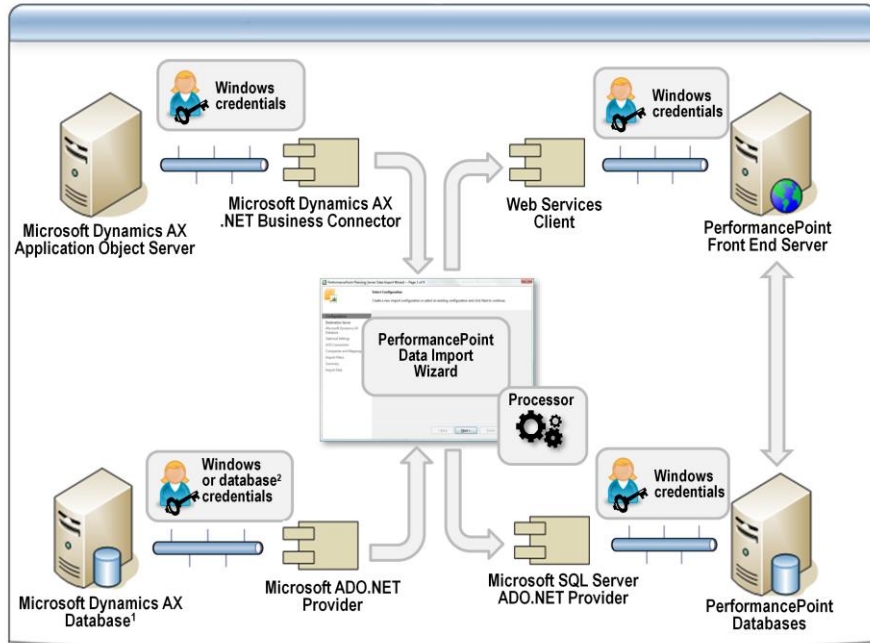 Windows
credentials
Windows
credentials
Microsoft Dynamics AX
Application Object Server
Microsoft Dynamics AX
.NET Business Connector
Web Services
Client
PerformancePoint
Front End Server
Select Configuration
PerformancePoint
Data Import
Wizard
Processor
Windows
or database²
credentials
Windows
credentials
Microsoft Dynamics AX
Database¹
Microsoft ADO.NET
Provider
Microsoft SQL Server
ADO.NET Provider
PerformancePoint
Databases